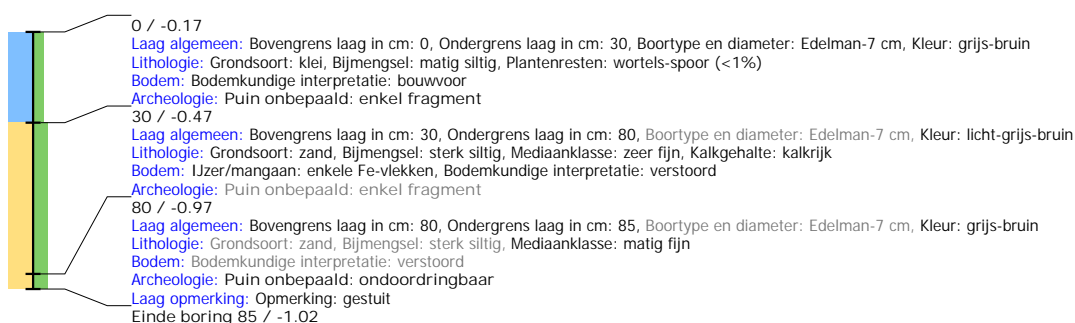 0 / -0.17
Laag algemeen: Bovengrens laag in cm: 0, Ondergrens laag in cm: 30, Boortype en diameter: Edelman-7 cm, Kleur: grijs-bruin
Lithologie: Grondsoort: klei, Bijmengsel: matig siltig, Plantenresten: wortels-spoor (<1%)
Bodem: Bodemkundige interpretatie: bouwvoor
Archeologie: Puin onbepaald: enkel fragment
30 / -0.47
Laag algemeen: Bovengrens laag in cm: 30, Ondergrens laag in cm: 80, Boortype en diameter: Edelman-7 cm, Kleur: licht-grijs-bruin
Lithologie: Grondsoort: zand, Bijmengsel: sterk siltig, Mediaanklasse: zeer fijn, Kalkgehalte: kalkrijk
Bodem: IJzer/mangaan: enkele Fe-vlekken, Bodemkundige interpretatie: verstoord
Archeologie: Puin onbepaald: enkel fragment
80 / -0.97
Laag algemeen: Bovengrens laag in cm: 80, Ondergrens laag in cm: 85, Boortype en diameter: Edelman-7 cm, Kleur: grijs-bruin
Lithologie: Grondsoort: zand, Bijmengsel: sterk siltig, Mediaanklasse: matig fijn
Bodem: Bodemkundige interpretatie: verstoord
Archeologie: Puin onbepaald: ondoordringbaar
Laag opmerking: Opmerking: gestuit
Einde boring 85 / -1.02